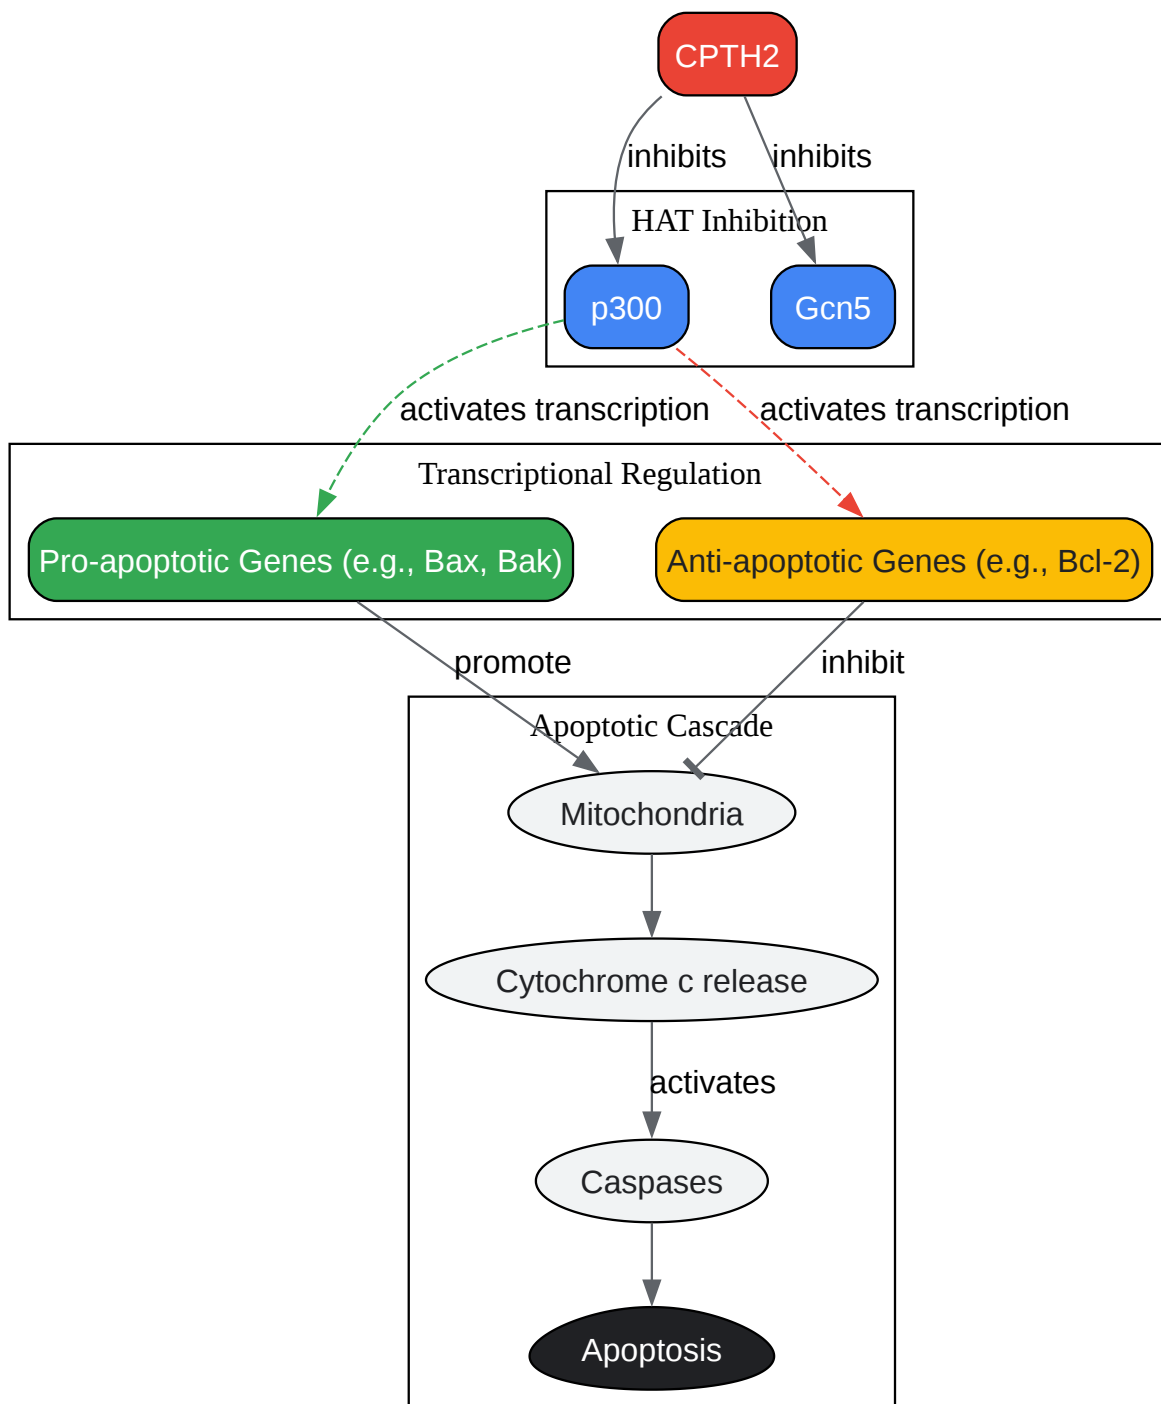 CPTH2
inhibits
inhibits
HAT Inhibition
p300
Gcn5
activates transcription
activates transcription
Transcriptional Regulation
Pro-apoptotic Genes (e.g., Bax, Bak)
Anti-apoptotic Genes (e.g., Bcl-2)
promote
inhibit
Apoptotic Cascade
Mitochondria
Cytochrome c release
activates
Caspases
Apoptosis